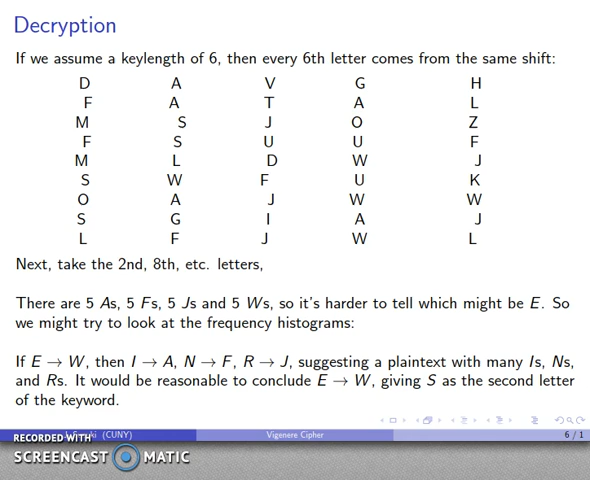 Decryption
If we assume a keylength of 6, then every 6th letter comes from the same shift:
D A V G H
F A T A L
M S J O Z
F S U U F
M L D W J
S W F U K
O A J W W
S G I A J
L F J W L
Next, take the 2nd, 8th, etc. letters,
There are 5 As, 5 Fs, 5 Js and 5 Ws, so it's harder to tell which might be E. So
we might try to look at the frequency histograms:
If E → W, then I → A, N → F, R → J, suggesting a plaintext with many Is, Ns,
and Rs. It would be reasonable to conclude E → W, giving S as the second letter
of the keyword.
(CUNY) Vigenere Cipher 6 / 1
RECORDED WITH
SCREENCAST MATIC